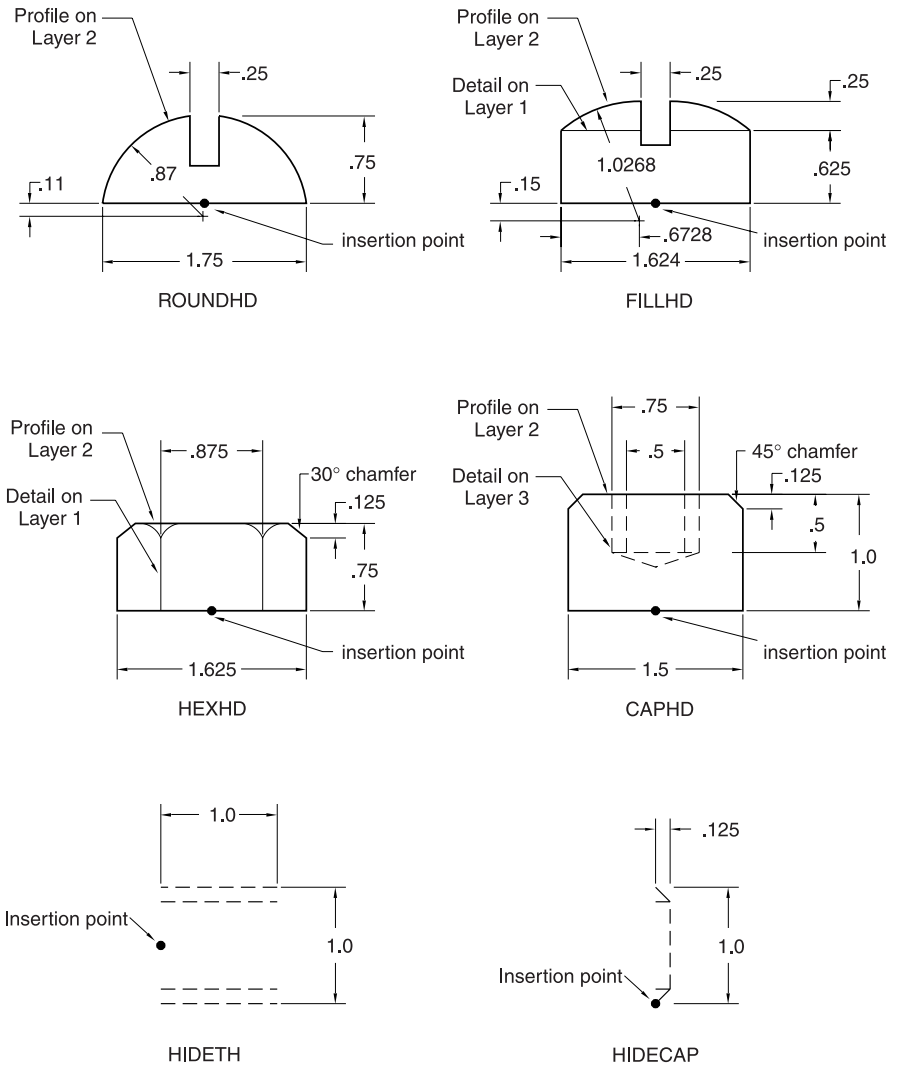 Profile on
Layer 2
.25
.11
.87
.75
insertion point
1.75
ROUNDHD
Profile on
Layer 2
.25
.25
Detail on
Layer 1
1.0268
.625
.15
.6728
insertion point
1.624
FILLHD
Profile on
Layer 2
.875
30° chamfer
Detail on
Layer 1
.125
.75
insertion point
1.625
HEXHD
Profile on
Layer 2
.75
.5
45° chamfer
Detail on
Layer 3
.125
.5
1.0
insertion point
1.5
CAPHD
1.0
Insertion point
1.0
HIDETH
.125
1.0
Insertion point
HIDECAP